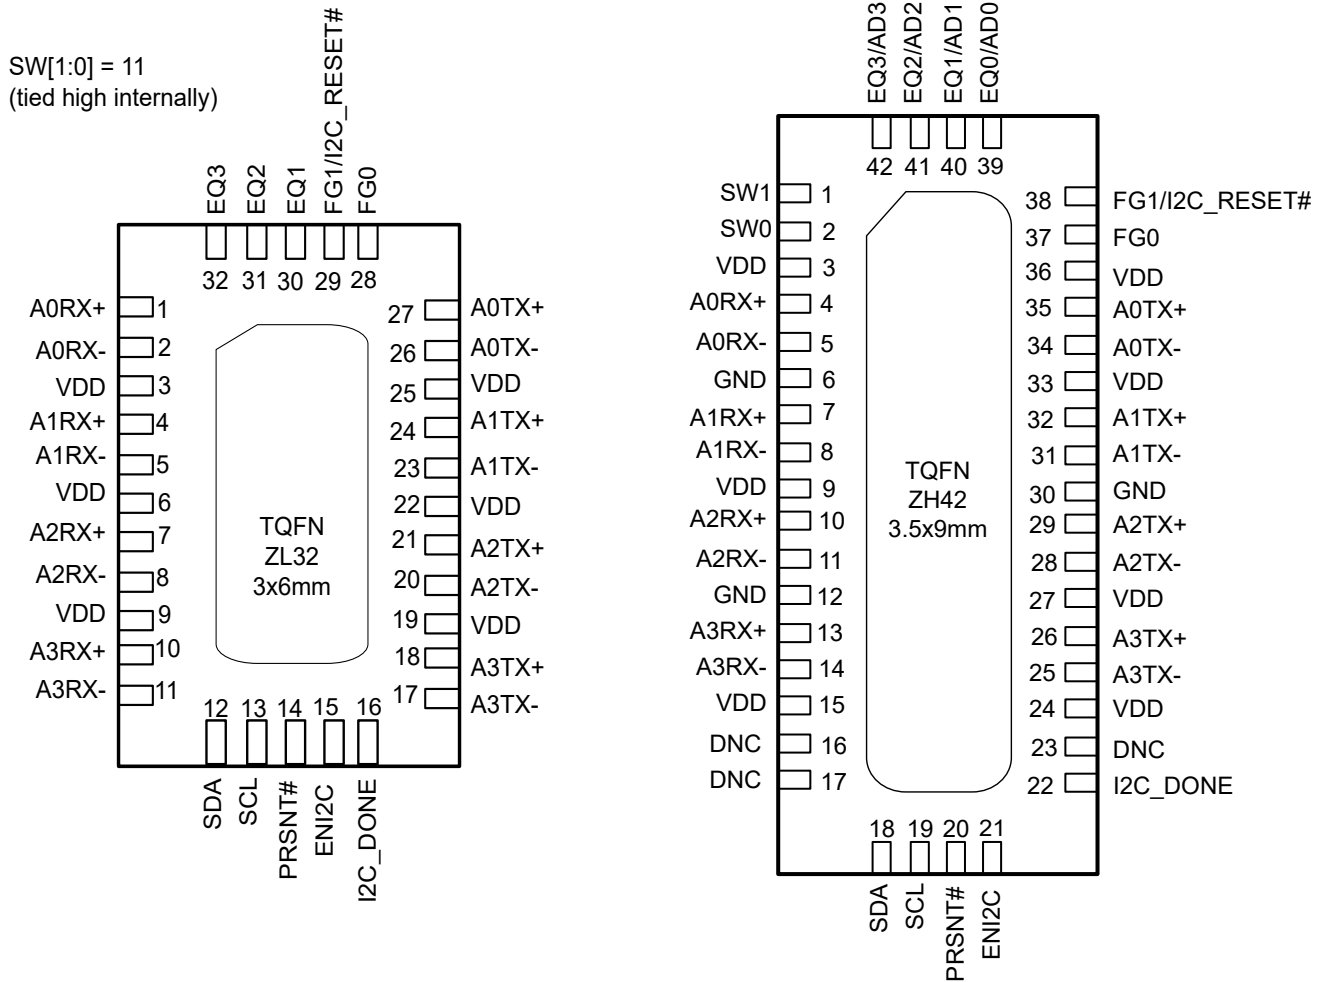 SW[1:0] = 11
(tied high internally)
EQ3
EQ2
EQ1
FG1/I2C_RESET#
FG0
32
31
30
29
28
A0RX+
1
A0RX-
2
VDD
3
A1RX+
4
A1RX-
5
VDD
6
A2RX+
7
A2RX-
8
VDD
9
A3RX+
10
A3RX-
11
27
A0TX+
26
A0TX-
25
VDD
24
A1TX+
23
A1TX-
22
VDD
21
A2TX+
20
A2TX-
19
VDD
18
A3TX+
17
A3TX-
TQFN
ZL32
3x6mm
12
13
14
15
16
SDA
SCL
PRSNT#
ENI2C
I2C_DONE
EQ3/AD3
EQ2/AD2
EQ1/AD1
EQ0/AD0
42
41
40
39
SW1
1
SW0
2
VDD
3
A0RX+
4
A0RX-
5
GND
6
A1RX+
7
A1RX-
8
VDD
9
A2RX+
10
A2RX-
11
GND
12
A3RX+
13
A3RX-
14
VDD
15
DNC
16
DNC
17
38
FG1/I2C_RESET#
37
FG0
36
VDD
35
A0TX+
34
A0TX-
33
VDD
32
A1TX+
31
A1TX-
30
GND
29
A2TX+
28
A2TX-
27
VDD
26
A3TX+
25
A3TX-
24
VDD
23
DNC
22
I2C_DONE
TQFN
ZH42
3.5x9mm
18
19
20
21
SDA
SCL
PRSNT#
ENI2C